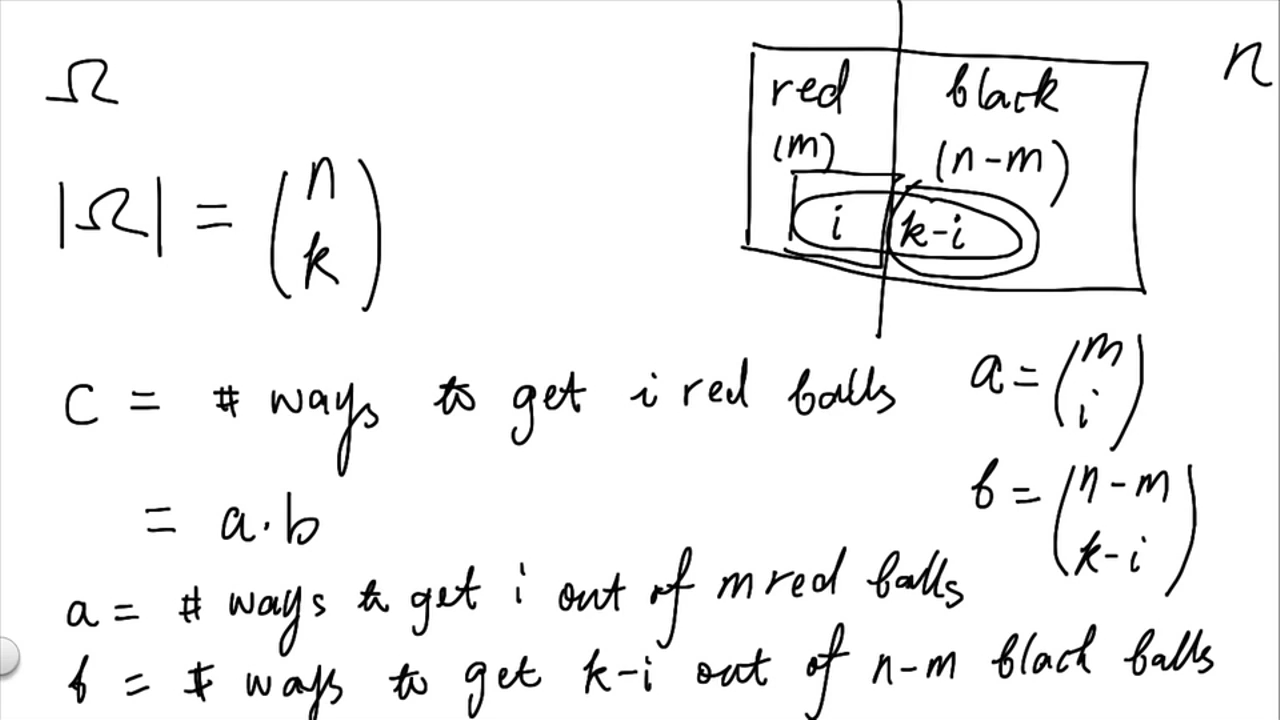 Ω
n
red black
(m) (n-m)
i k-i
|Ω| = (n k)
c = # ways to get i red balls
a = (m i)
= a·b
b = (n-m k-i)
a = # ways to get i out of m red balls
b = # ways to get k-i out of n-m black balls